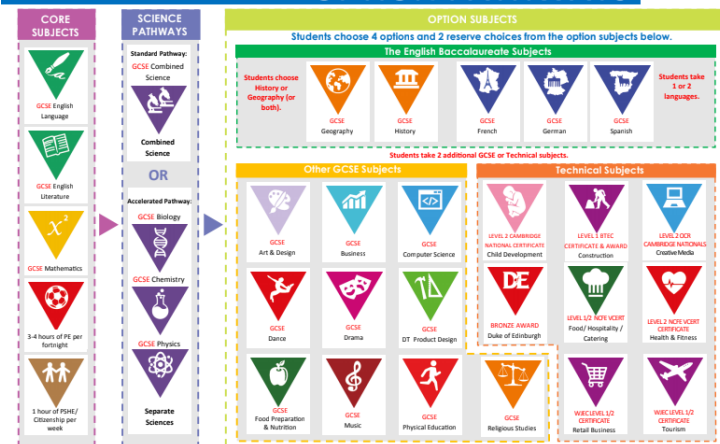 CORE
SUBJECTS
GCSE English
Language
GCSE English
Literature
x²
GCSE Mathematics
3-4 hours of PE per
fortnight
1 hour of PSHE/
Citizenship per
week
SCIENCE
PATHWAYS
Standard Pathway:
GCSE Combined
Science
Combined
Science
OR
Accelerated Pathway:
GCSE Biology
GCSE Chemistry
GCSE Physics
Separate
Sciences
OPTION SUBJECTS
Students choose 4 options and 2 reserve choices from the option subjects below.
The English Baccalaureate Subjects
Students choose
History or
Geography (or
both).
GCSE
Geography
GCSE
History
GCSE
French
GCSE
German
GCSE
Spanish
Students take
1 or 2
languages.
Students take 2 additional GCSE or Technical subjects.
Other GCSE Subjects
GCSE
Art & Design
GCSE
Business
GCSE
Computer Science
GCSE
Dance
GCSE
Drama
GCSE
DT Product Design
GCSE
Food Preparation
& Nutrition
GCSE
Music
GCSE
Physical Education
GCSE
Religious Studies
Technical Subjects
LEVEL 2 CAMBRIDGE
NATIONAL CERTIFICATE
Child Development
LEVEL 1 BTEC
CERTIFICATE & AWARD
Construction
LEVEL 2 OCR
CAMBRIDGE NATIONALS
Creative Media
DE
BRONZE AWARD
Duke of Edinburgh
LEVEL 1/2 NCFE VCERT
Food/ Hospitality /
Catering
LEVEL 2 NCFE VCERT
CERTIFICATE
Health & Fitness
WJEC LEVEL 1/2
CERTIFICATE
Retail Business
WJEC LEVEL 1/2
CERTIFICATE
Tourism